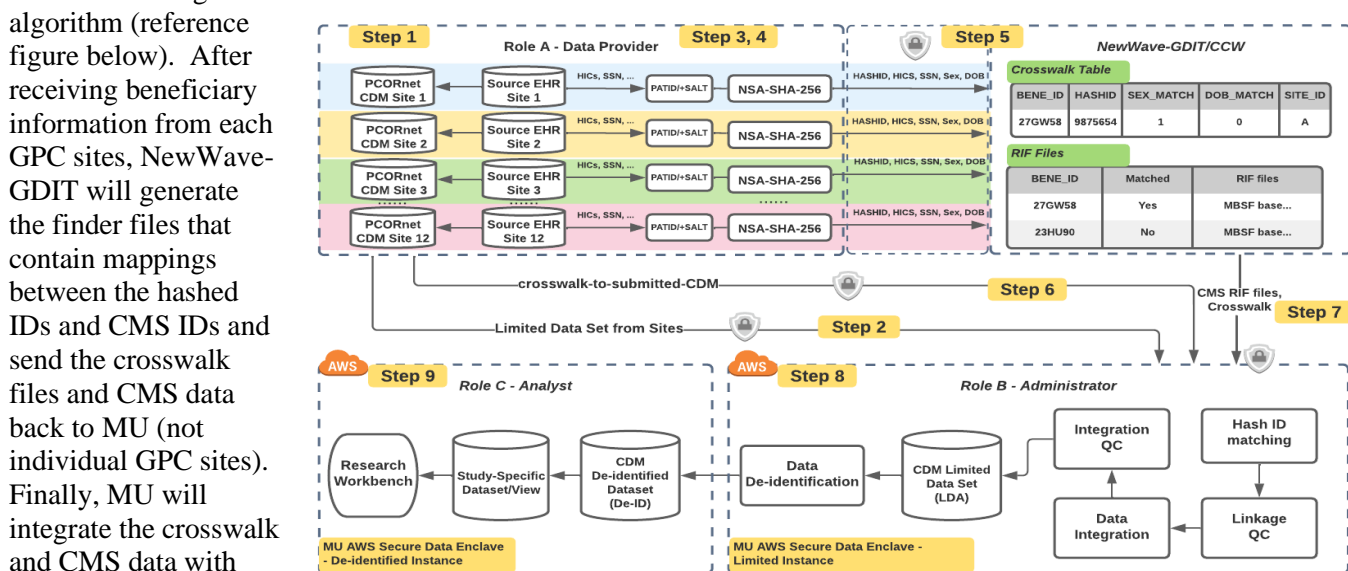 algorithm (reference
figure below).  After
receiving beneficiary
information from each
GPC sites, NewWave-
GDIT will generate
the finder files that
contain mappings
between the hashed
IDs and CMS IDs and
send the crosswalk
files and CMS data
back to MU (not
individual GPC sites).
Finally, MU will
integrate the crosswalk
and CMS data with
Step 1
Role A - Data Provider
Step 3, 4
Step 5
NewWave-GDIT/CCW
PCORnet
CDM Site 1
Source EHR
Site 1
HICs, SSN, ...
PATID/+SALT
NSA-SHA-256
HASHID, HICS, SSN, Sex, DOB
PCORnet
CDM Site 2
Source EHR
Site 2
HICs, SSN, ...
PATID/+SALT
NSA-SHA-256
HASHID, HICS, SSN, Sex, DOB
PCORnet
CDM Site 3
Source EHR
Site 3
HICs, SSN, ...
PATID/+SALT
NSA-SHA-256
HASHID, HICS, SSN, Sex, DOB
......
......
......
PCORnet
CDM Site 12
Source EHR
Site 12
HICs, SSN, ...
PATID/+SALT
NSA-SHA-256
HASHID, HICS, SSN, Sex, DOB
Crosswalk Table
BENE_ID HASHID SEX_MATCH DOB_MATCH SITE_ID
27GW58 9875654 1 0 A
RIF Files
BENE_ID Matched RIF files
27GW58 Yes MBSF base...
23HU90 No MBSF base...
crosswalk-to-submitted-CDM
Step 6
CMS RIF files,
Crosswalk
Step 7
Limited Data Set from Sites
Step 2
AWS
Step 9
Role C - Analyst
Research
Workbench
Study-Specific
Dataset/View
CDM
De-identified
Dataset
(De-ID)
MU AWS Secure Data Enclave
- De-identified Instance
AWS
Step 8
Role B - Administrator
Data
De-identification
CDM Limited
Data Set
(LDA)
Integration
QC
Hash ID
matching
Data
Integration
Linkage
QC
MU AWS Secure Data Enclave -
Limited Instance